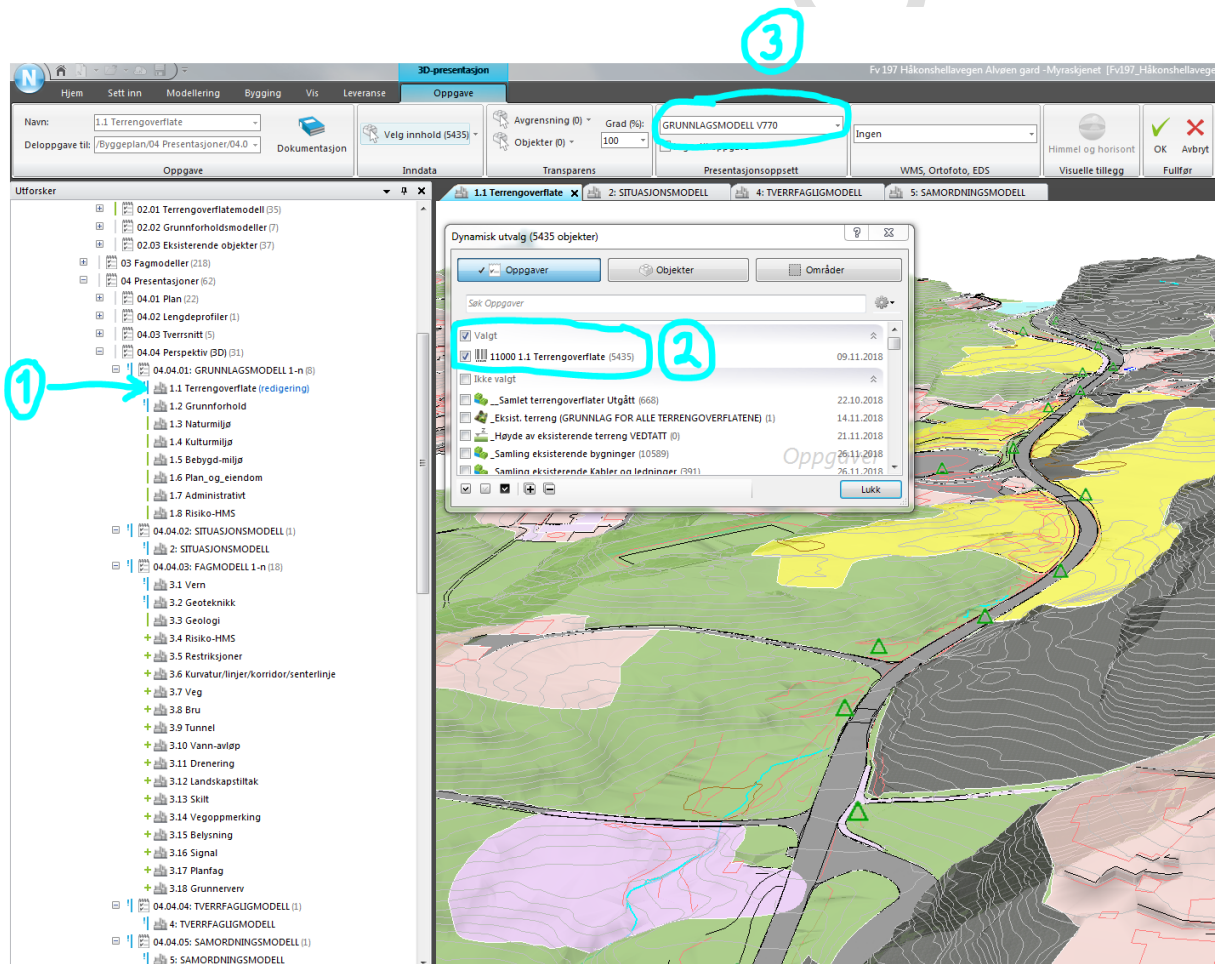 3
3D-presentasjon
Fv 197 Håkonshellavegen Alvøen gard -Myraskjenet [Fv197_Håkonshellavege
N
Hjem Sett inn Modellering Bygging Vis Leveranse Oppgave
Navn: 1.1 Terrengoverflate
Deloppgave til: /Byggeplan/04 Presentasjoner/04.0
Dokumentasjon
Oppgave
Velg innhold (5435)
Inndata
Avgrensning (0) Grad (%):
Objekter (0) 100
Transparens
GRUNNLAGSMODELL V770
Presentasjonsoppsett
Ingen
WMS, Ortofoto, EDS
Himmel og horisont
Visuelle tillegg
OK Avbryt
Fullfør
Utforsker
1.1 Terrengoverflate 2: SITUASJONSMODELL 4: TVERRFAGLIGMODELL 5: SAMORDNINGSMODELL
02.01 Terrengoverflatemodell (35)
02.02 Grunnforholdsmodeller (7)
02.03 Eksisterende objekter (37)
03 Fagmodeller (218)
04 Presentasjoner (62)
04.01 Plan (22)
04.02 Lengdeprofiler (1)
04.03 Tverrsnitt (5)
04.04 Perspektiv (3D) (31)
04.04.01: GRUNNLAGSMODELL 1-n (8)
1
1.1 Terrengoverflate (redigering)
1.2 Grunnforhold
1.3 Naturmiljø
1.4 Kulturmiljø
1.5 Bebygd-miljø
1.6 Plan_og_eiendom
1.7 Administrativt
1.8 Risiko-HMS
04.04.02: SITUASJONSMODELL (1)
2: SITUASJONSMODELL
04.04.03: FAGMODELL 1-n (18)
3.1 Vern
3.2 Geoteknikk
3.3 Geologi
3.4 Risiko-HMS
3.5 Restriksjoner
3.6 Kurvatur/linjer/korridor/senterlinje
3.7 Veg
3.8 Bru
3.9 Tunnel
3.10 Vann-avløp
3.11 Drenering
3.12 Landskapstiltak
3.13 Skilt
3.14 Vegoppmerking
3.15 Belysning
3.16 Signal
3.17 Planfag
3.18 Grunnerverv
04.04.04: TVERRFAGLIGMODELL (1)
4: TVERRFAGLIGMODELL
04.04.05: SAMORDNINGSMODELL (1)
5: SAMORDNINGSMODELL
Dynamisk utvalg (5435 objekter)
Oppgaver Objekter Områder
Søk Oppgaver
Valgt
11000 1.1 Terrengoverflate (5435) 09.11.2018
2
Ikke valgt
__Samlet terrengoverflater Utgått (668) 22.10.2018
_Eksist. terreng (GRUNNLAG FOR ALLE TERRENGOVERFLATENE) (1) 14.11.2018
_Høyde av eksisterende terreng VEDTATT (0) 21.11.2018
_Samling eksisterende bygninger (10589) 26.11.2018
_Samling eksisterende Kabler og ledninger (391) 26.11.2018
Oppgaver
Lukk